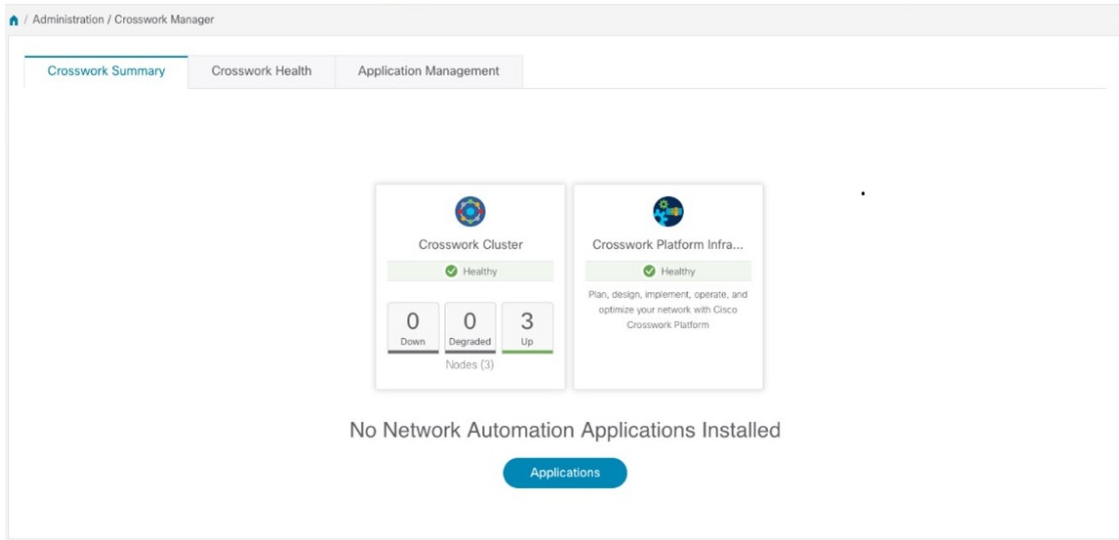 / Administration / Crosswork Manager
Crosswork Summary Crosswork Health Application Management
Crosswork Cluster
Healthy
0 0 3
Down Degraded Up
Nodes (3)
Crosswork Platform Infra...
Healthy
Plan, design, implement, operate, and
optimize your network with Cisco
Crosswork Platform
No Network Automation Applications Installed
Applications